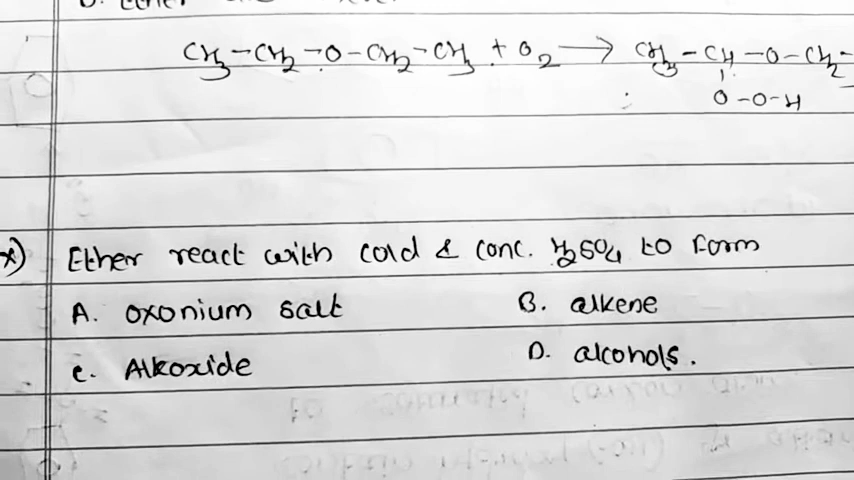 CH3-CH2-O-CH2-CH3 + O2 → CH3-CH-O-CH2-
O-O-H
x) Ether react with cold & conc. H2SO4 to form
A. oxonium salt B. alkene
C. Alkoxide D. alcohols.